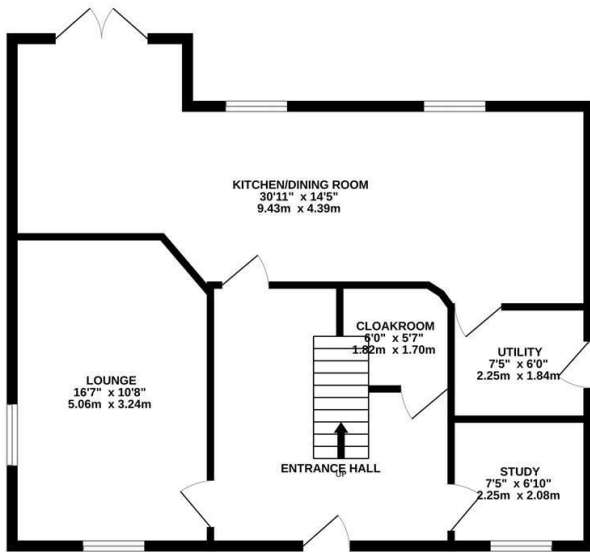 KITCHEN/DINING ROOM
30'11" x 14'5"
9.43m x 4.39m
CLOAKROOM
6'0" x 5'7"
1.82m x 1.70m
UTILITY
7'5" x 6'0"
2.25m x 1.84m
LOUNGE
16'7" x 10'8"
5.06m x 3.24m
ENTRANCE HALL
UP
STUDY
7'5" x 6'10"
2.25m x 2.08m